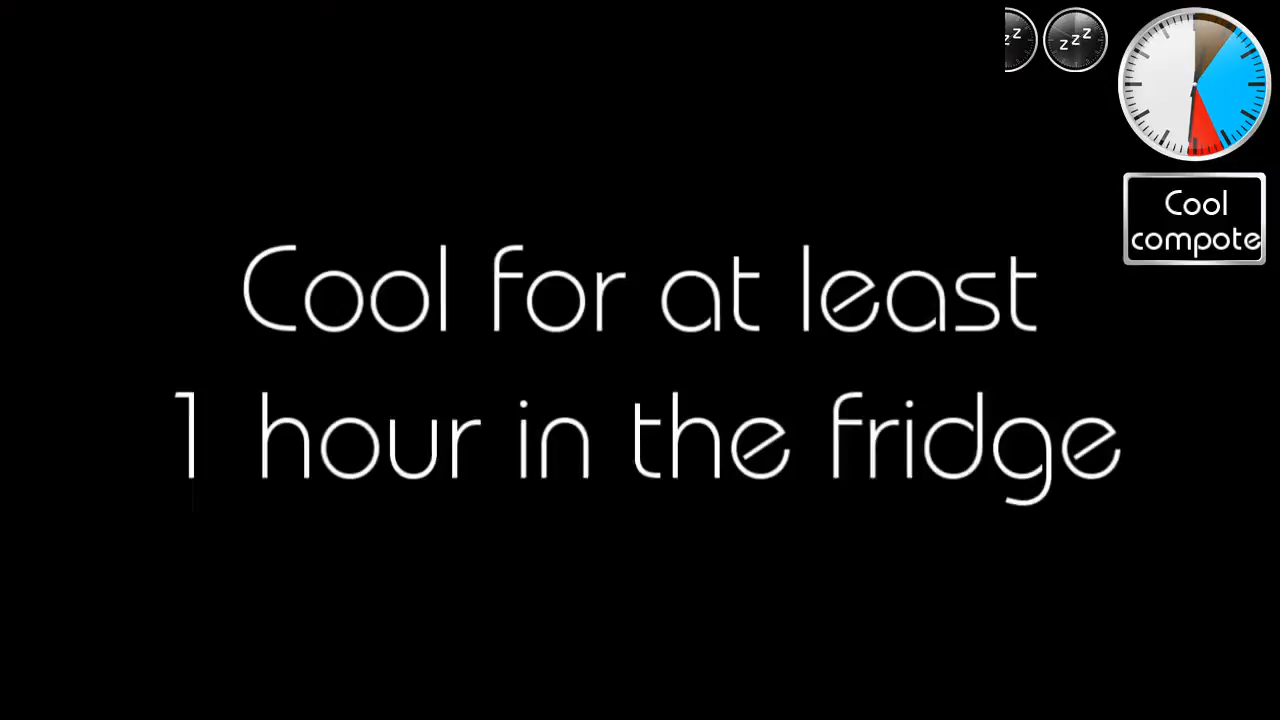 z z
z z z
Cool
compote
Cool for at least
1 hour in the fridge